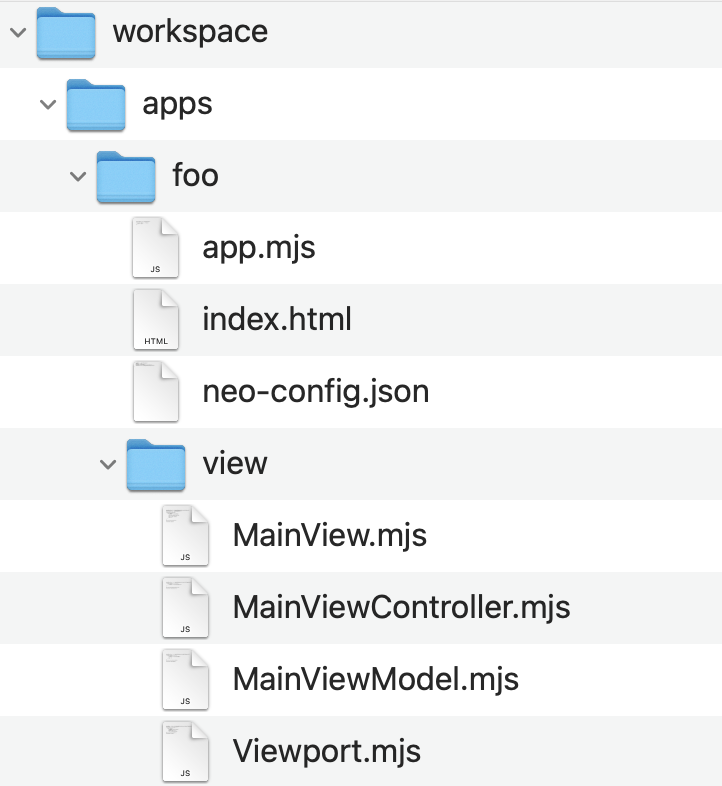 workspace
apps
foo
app.mjs
JS
index.html
HTML
neo-config.json
view
MainView.mjs
JS
MainViewController.mjs
JS
MainViewModel.mjs
JS
Viewport.mjs
JS